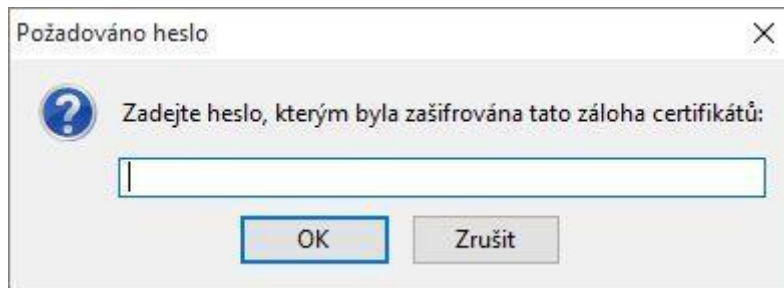 Požadováno heslo
Zadejte heslo, kterým byla zašifrována tato záloha certifikátů:
OK
Zrušit